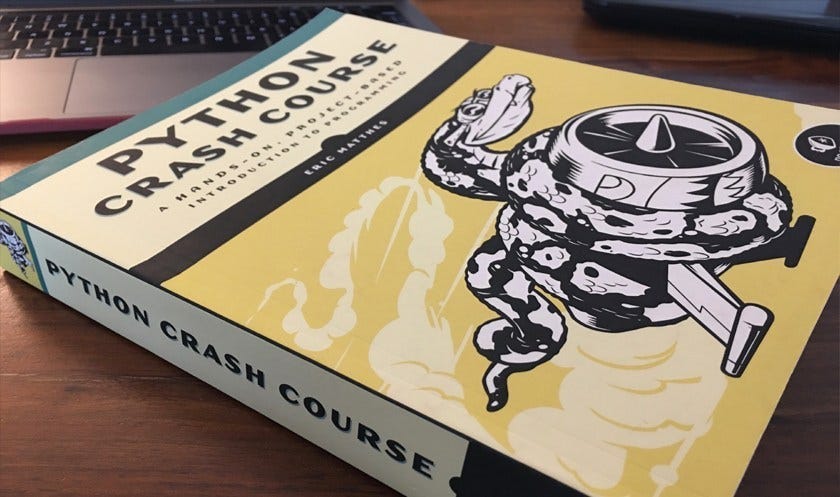 PYTHON
CRASH COURSE
A HANDS-ON, PROJECT-BASED
INTRODUCTION TO PROGRAMMING
ERIC MATTHES
PYTHON CRASH COURSE